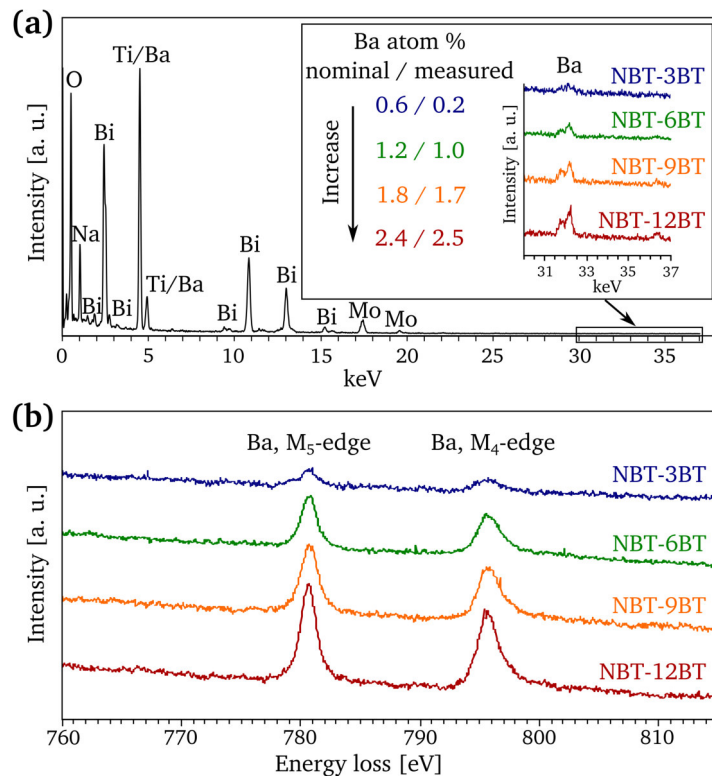 (a)
Intensity [a. u.]
O
Na
Bi
Bi
Bi
Ti/Ba
Ti/Ba
Bi
Bi
Bi
Bi
Mo
Mo
Ba atom %
nominal / measured
Increase
0.6 / 0.2
1.2 / 1.0
1.8 / 1.7
2.4 / 2.5
Intensity [a. u.]
Ba
NBT-3BT
NBT-6BT
NBT-9BT
NBT-12BT
31 33 35 37
keV
0 5 10 15 20 25 30 35
keV
(b)
Intensity [a. u.]
Ba, M₅-edge Ba, M₄-edge
NBT-3BT
NBT-6BT
NBT-9BT
NBT-12BT
760 770 780 790 800 810
Energy loss [eV]